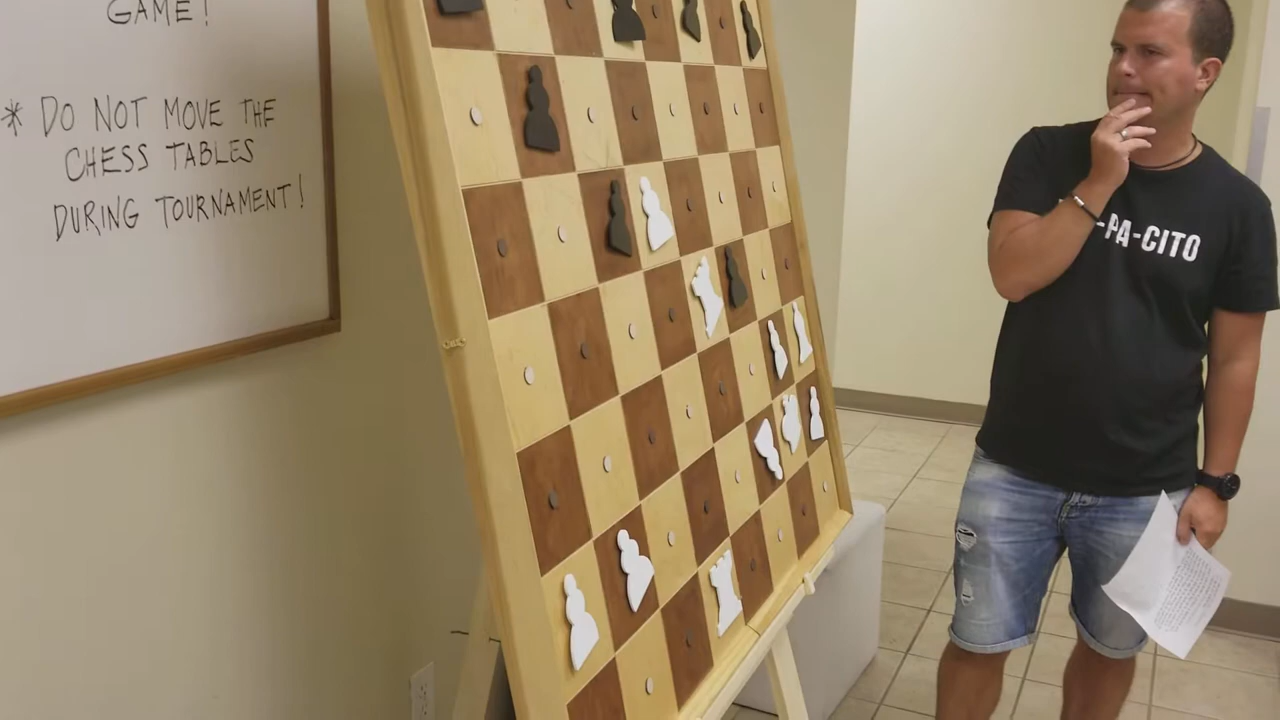 GAME!
* DO NOT MOVE THE
CHESS TABLES
DURING TOURNAMENT!
-PA-CITO